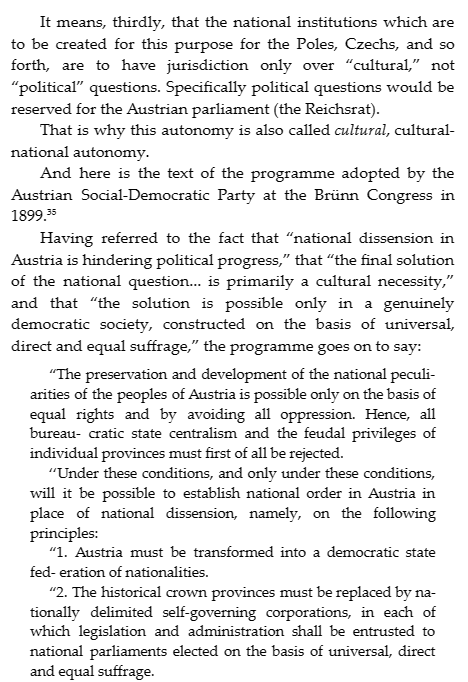 It means, thirdly, that the national institutions which are
to be created for this purpose for the Poles, Czechs, and so
forth, are to have jurisdiction only over “cultural,” not
“political” questions. Specifically political questions would be
reserved for the Austrian parliament (the Reichsrat).
That is why this autonomy is also called cultural, cultural-
national autonomy.
And here is the text of the programme adopted by the
Austrian Social-Democratic Party at the Brünn Congress in
1899.³⁵
Having referred to the fact that “national dissension in
Austria is hindering political progress,” that “the final solution
of the national question... is primarily a cultural necessity,”
and that “the solution is possible only in a genuinely
democratic society, constructed on the basis of universal,
direct and equal suffrage,” the programme goes on to say:
“The preservation and development of the national peculi-
arities of the peoples of Austria is possible only on the basis of
equal rights and by avoiding all oppression. Hence, all
bureau- cratic state centralism and the feudal privileges of
individual provinces must first of all be rejected.
‘‘Under these conditions, and only under these conditions,
will it be possible to establish national order in Austria in
place of national dissension, namely, on the following
principles:
“1. Austria must be transformed into a democratic state
fed- eration of nationalities.
“2. The historical crown provinces must be replaced by na-
tionally delimited self-governing corporations, in each of
which legislation and administration shall be entrusted to
national parliaments elected on the basis of universal, direct
and equal suffrage.